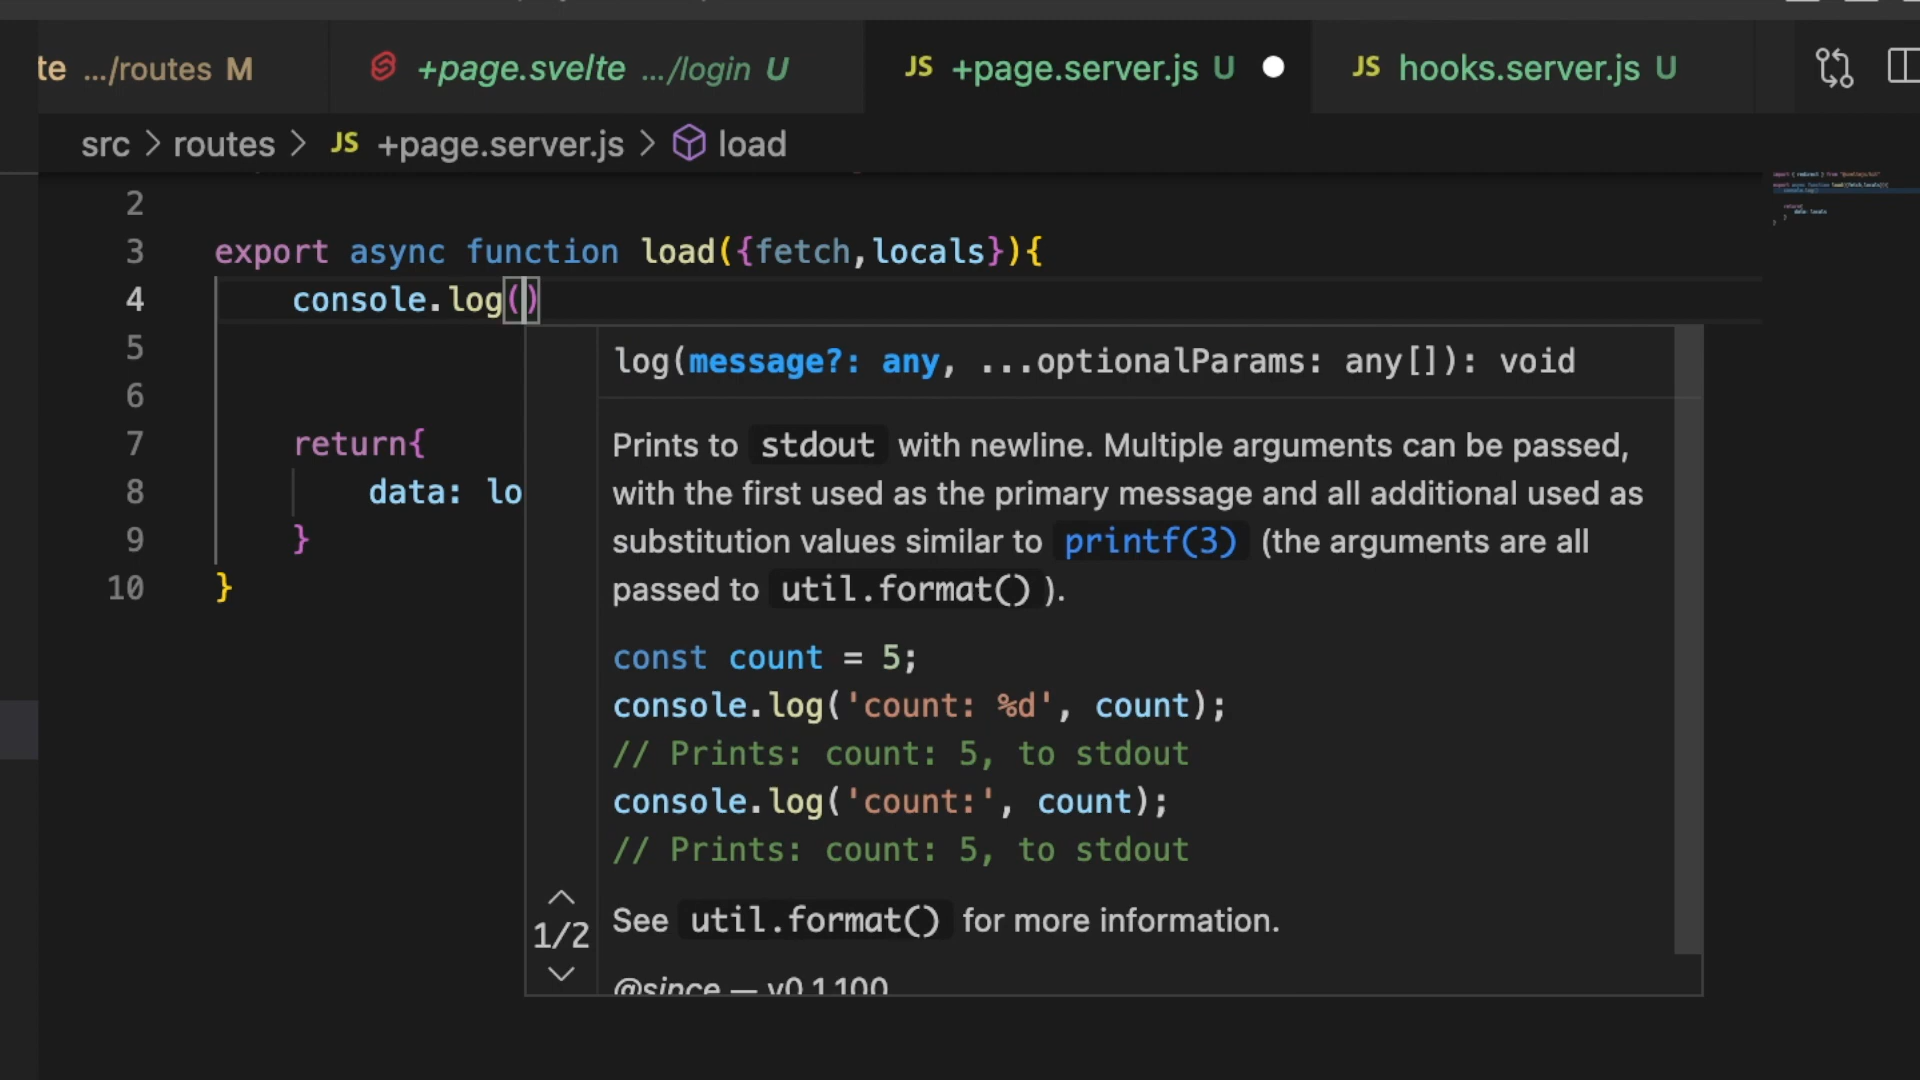 te .../routes M
+page.svelte .../login U
JS +page.server.js U
JS hooks.server.js U
src > routes > JS +page.server.js > load
2
3 export async function load({fetch,locals}){
4 console.log()
5
6
7 return{
8 data: lo
9 }
10 }
log(message?: any, ...optionalParams: any[]): void
Prints to stdout with newline. Multiple arguments can be passed,
with the first used as the primary message and all additional used as
substitution values similar to printf(3) (the arguments are all
passed to util.format() ).
const count = 5;
console.log('count: %d', count);
// Prints: count: 5, to stdout
console.log('count:', count);
// Prints: count: 5, to stdout
1/2
See util.format() for more information.
@since — v0.1.100